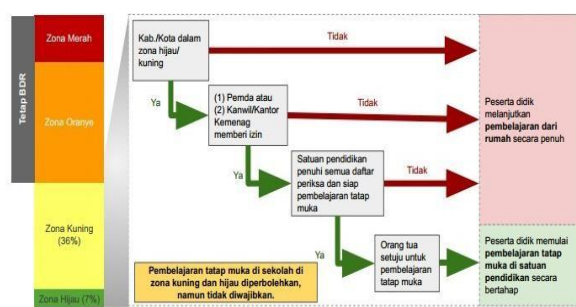 Tetap BDR
Zona Merah
Zona Oranye
Zona Kuning
(36%)
Zona Hijau (7%)
Kab./Kota dalam
zona hijau/
kuning
Tidak
Ya
(1) Pemda atau
(2) Kanwil/Kantor
Kemenag
memberi izin
Tidak
Ya
Satuan pendidikan
penuhi semua daftar
periksa dan siap
pembelajaran tatap
muka
Tidak
Ya
Orang tua
setuju untuk
pembelajaran
tatap muka
Peserta didik
melanjutkan
pembelajaran dari
rumah secara penuh
Peserta didik memulai
pembelajaran tatap
muka di satuan
pendidikan secara
bertahap
Pembelajaran tatap muka di sekolah di
zona kuning dan hijau diperbolehkan,
namun tidak diwajibkan.